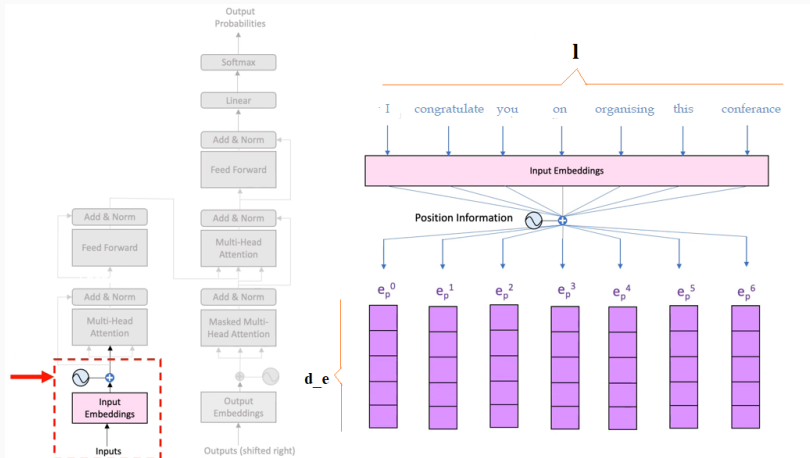 Output
Probabilities
Softmax
Linear
Add & Norm
Feed Forward
Add & Norm
Multi-Head
Attention
Add & Norm
Masked Multi-
Head Attention
Output
Embeddings
Outputs (shifted right)
Add & Norm
Feed Forward
Add & Norm
Multi-Head
Attention
Input
Embeddings
Inputs
l
I congratulate you on organising this conferance
Input Embeddings
Position Information
e_p^0 e_p^1 e_p^2 e_p^3 e_p^4 e_p^5 e_p^6
d_e